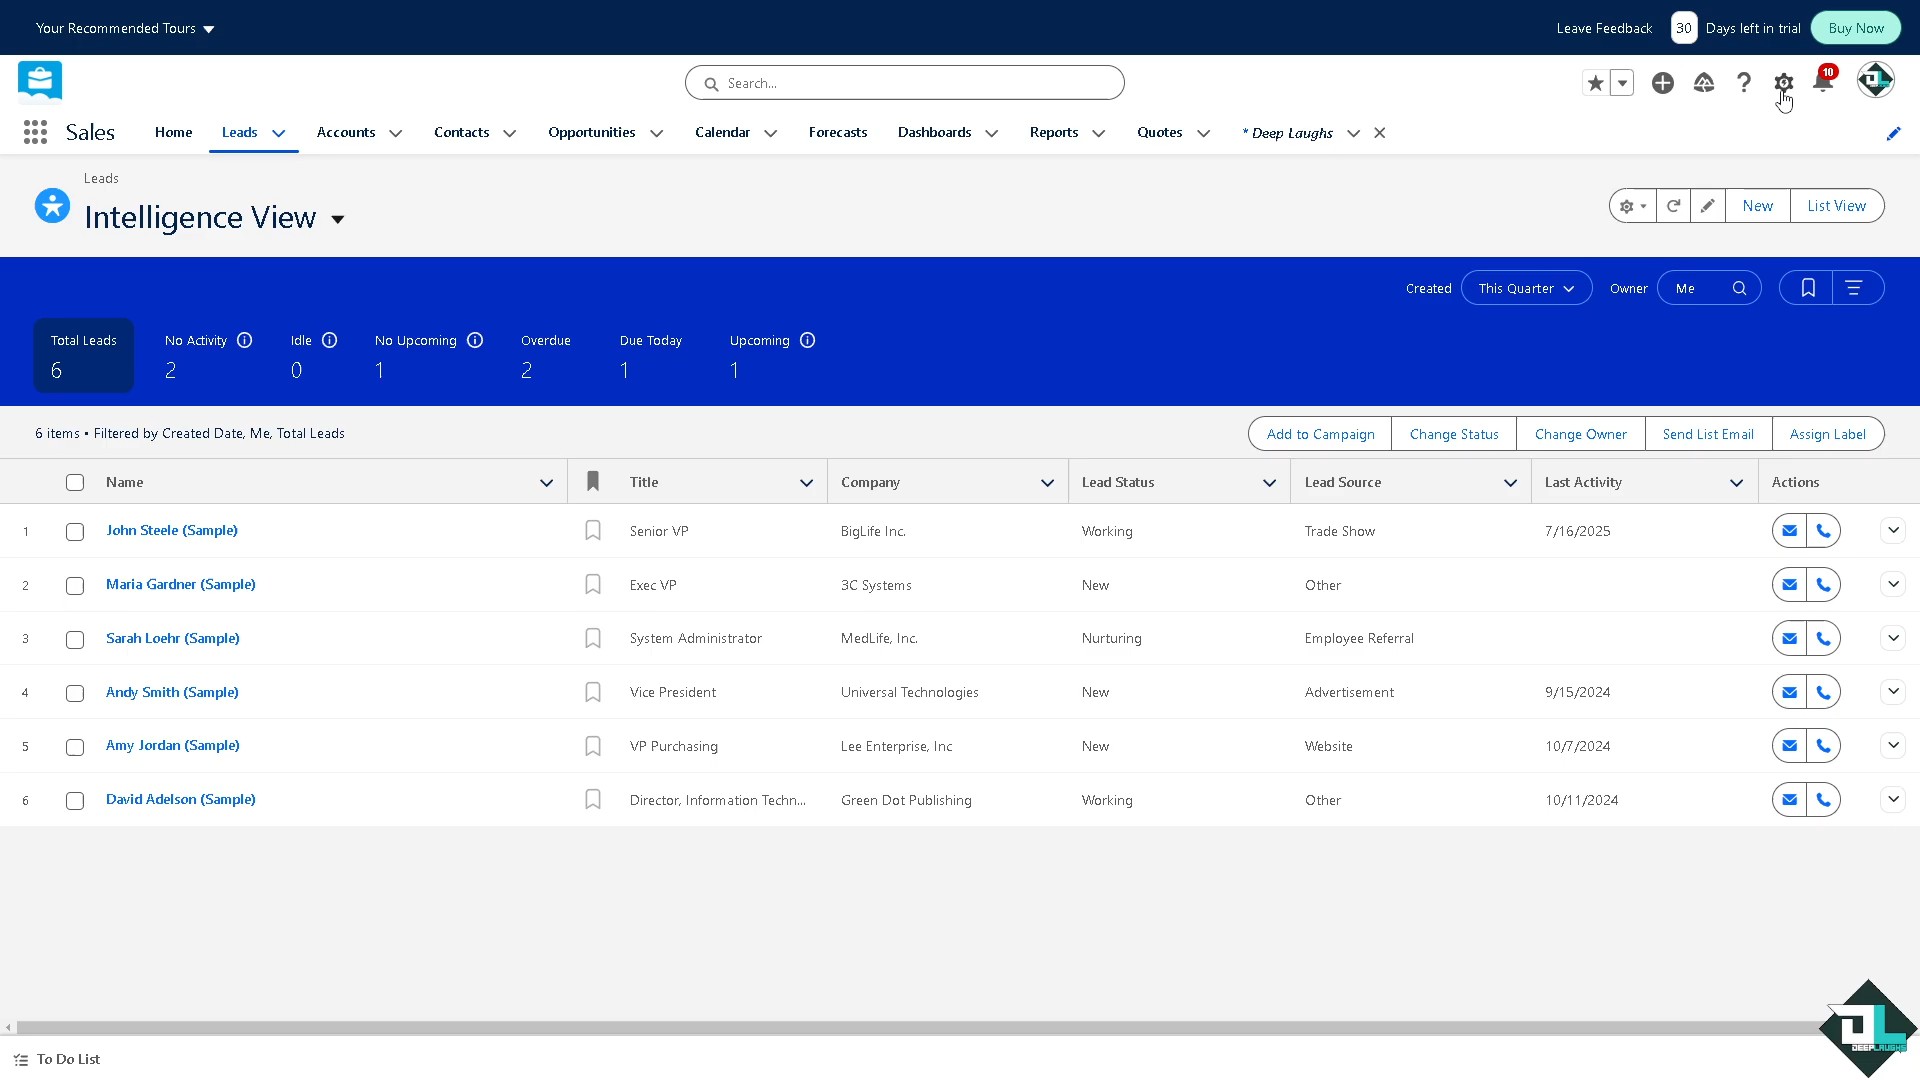 Your Recommended Tours
Leave Feedback 30 Days left in trial Buy Now
Search...
10
Sales Home Leads Accounts Contacts Opportunities Calendar Forecasts Dashboards Reports Quotes * Deep Laughs
Leads
Intelligence View
New List View
Created This Quarter Owner Me
Total Leads No Activity Idle No Upcoming Overdue Due Today Upcoming
6 2 0 1 2 1 1
6 items • Filtered by Created Date, Me, Total Leads
Add to Campaign Change Status Change Owner Send List Email Assign Label
Name Title Company Lead Status Lead Source Last Activity Actions
1 John Steele (Sample) Senior VP BigLife Inc. Working Trade Show 7/16/2025
2 Maria Gardner (Sample) Exec VP 3C Systems New Other
3 Sarah Loehr (Sample) System Administrator MedLife, Inc. Nurturing Employee Referral
4 Andy Smith (Sample) Vice President Universal Technologies New Advertisement 9/15/2024
5 Amy Jordan (Sample) VP Purchasing Lee Enterprise, Inc New Website 10/7/2024
6 David Adelson (Sample) Director, Information Techn... Green Dot Publishing Working Other 10/11/2024
To Do List
DL
DEEPLAUGHS